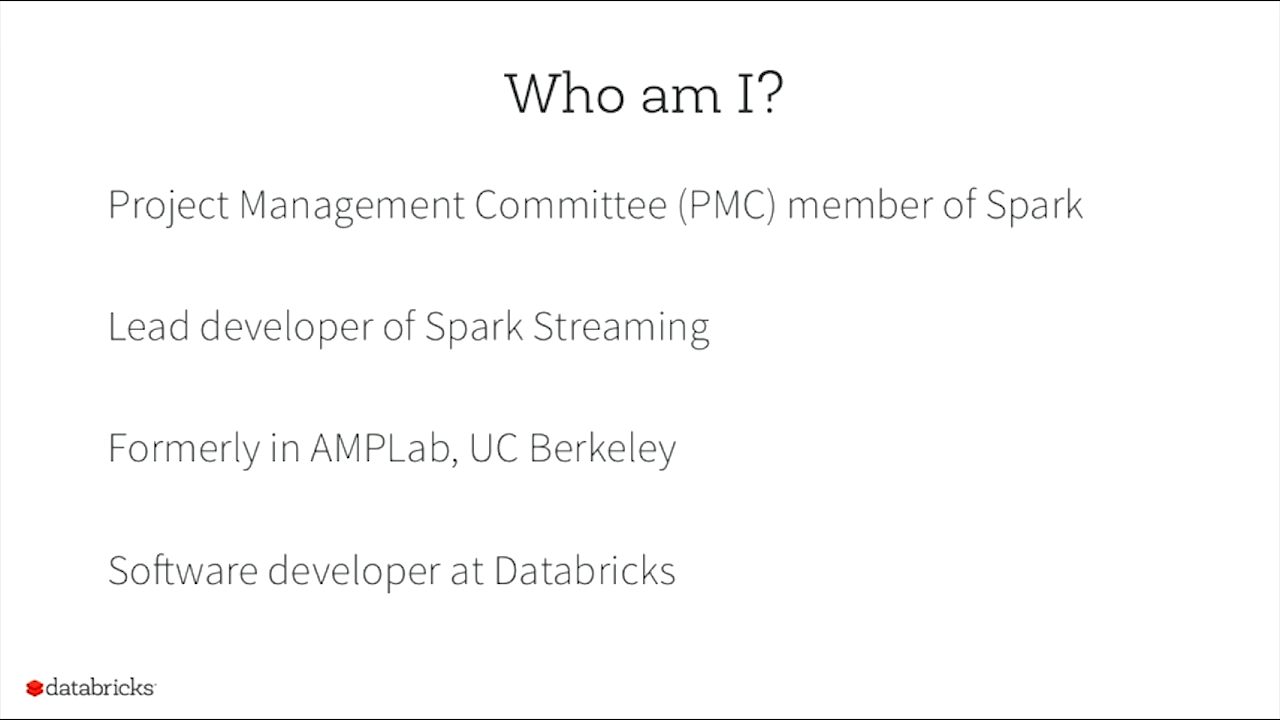 Who am I?
Project Management Committee (PMC) member of Spark
Lead developer of Spark Streaming
Formerly in AMPLab, UC Berkeley
Software developer at Databricks
databricks